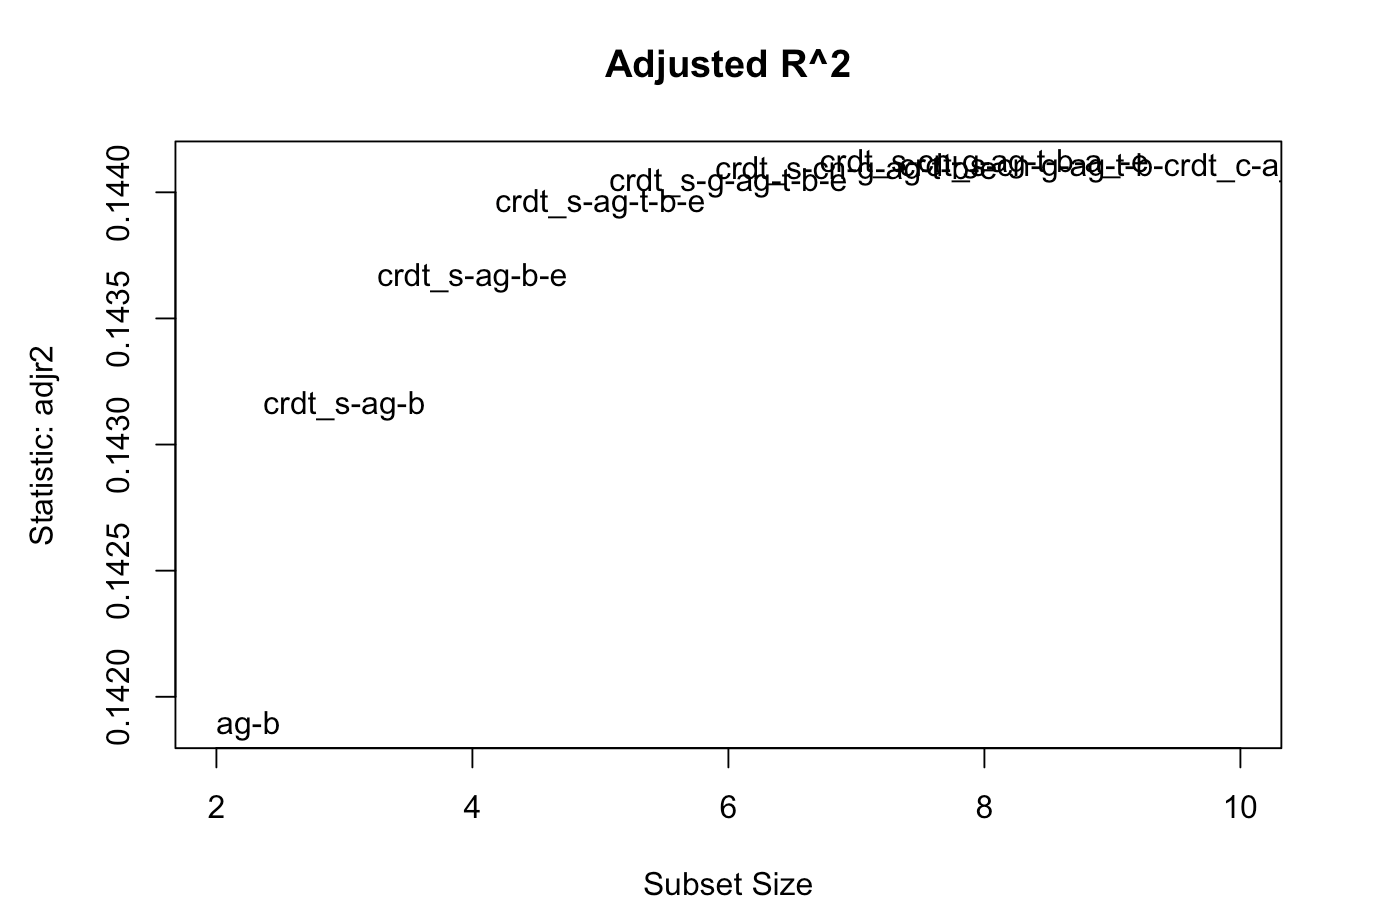 Adjusted R^2
Statistic: adjr2
0.1440
0.1435
0.1430
0.1425
0.1420
crdt_s-g-ag-t-b-e
crdt_s-ag-t-b-e
crdt_s-ag-b-e
crdt_s-ag-b
ag-b
2 4 6 8 10
Subset Size